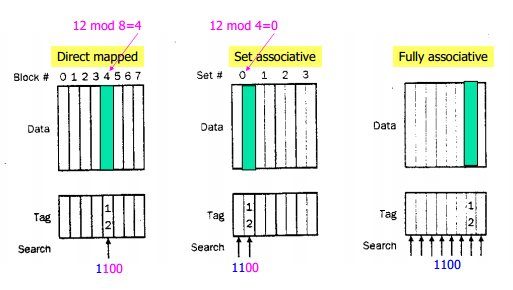 12 mod 8=4
12 mod 4=0
Direct mapped
Set associative
Fully associative
Block # 0 1 2 3 4 5 6 7
Set # 0 1 2 3
Data
Data
Data
Tag 1 2
Tag 1 2
Tag 1 2
Search
Search
Search
1100
1100
1100